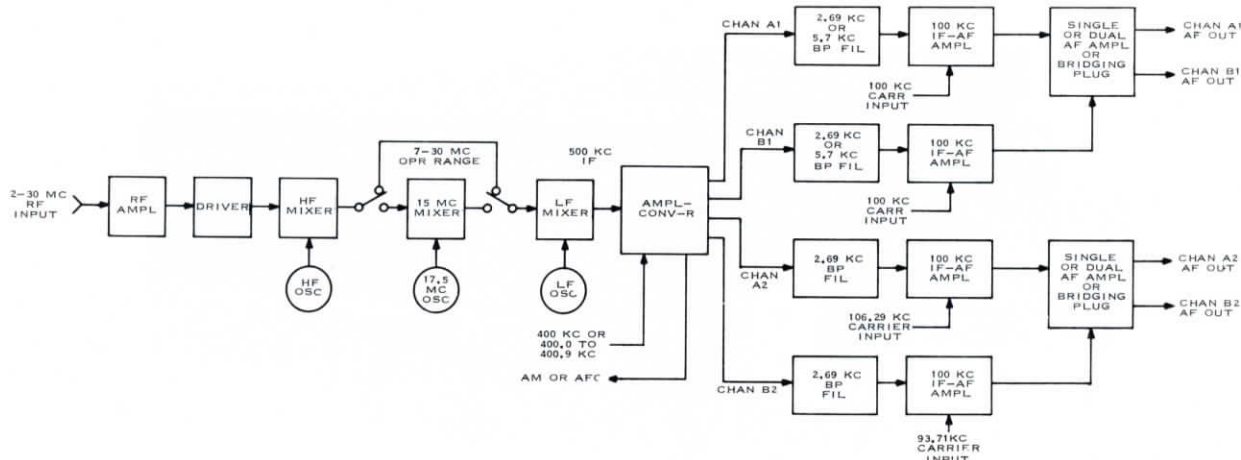 2-30 MC
RF
INPUT
RF
AMPL
DRIVER
HF
MIXER
HF
OSC
7-30 MC
OPR RANGE
15 MC
MIXER
17.5
MC
OSC
LF
MIXER
LF
OSC
500 KC
IF
AMPL-
CONV-R
400 KC OR
400.0 TO
400.9 KC
AM OR AFC
CHAN A1
2.69 KC
OR
5.7 KC
BP FIL
100 KC
IF-AF
AMPL
100 KC
CARR
INPUT
SINGLE
OR DUAL
AF AMPL
OR
BRIDGING
PLUG
CHAN A1
AF OUT
CHAN B1
AF OUT
CHAN
B1
2.69 KC
OR
5.7 KC
BP FIL
100 KC
IF-AF
AMPL
100 KC
CARR
INPUT
CHAN
A2
2.69 KC
BP
FIL
100 KC
IF-AF
AMPL
106.29 KC
CARRIER
INPUT
SINGLE
OR DUAL
AF AMPL
OR
BRIDGING
PLUG
CHAN A2
AF OUT
CHAN B2
AF OUT
CHAN B2
2.69 KC
BP
FIL
100 KC
IF-AF
AMPL
93.71KC
CARRIER
INPUT